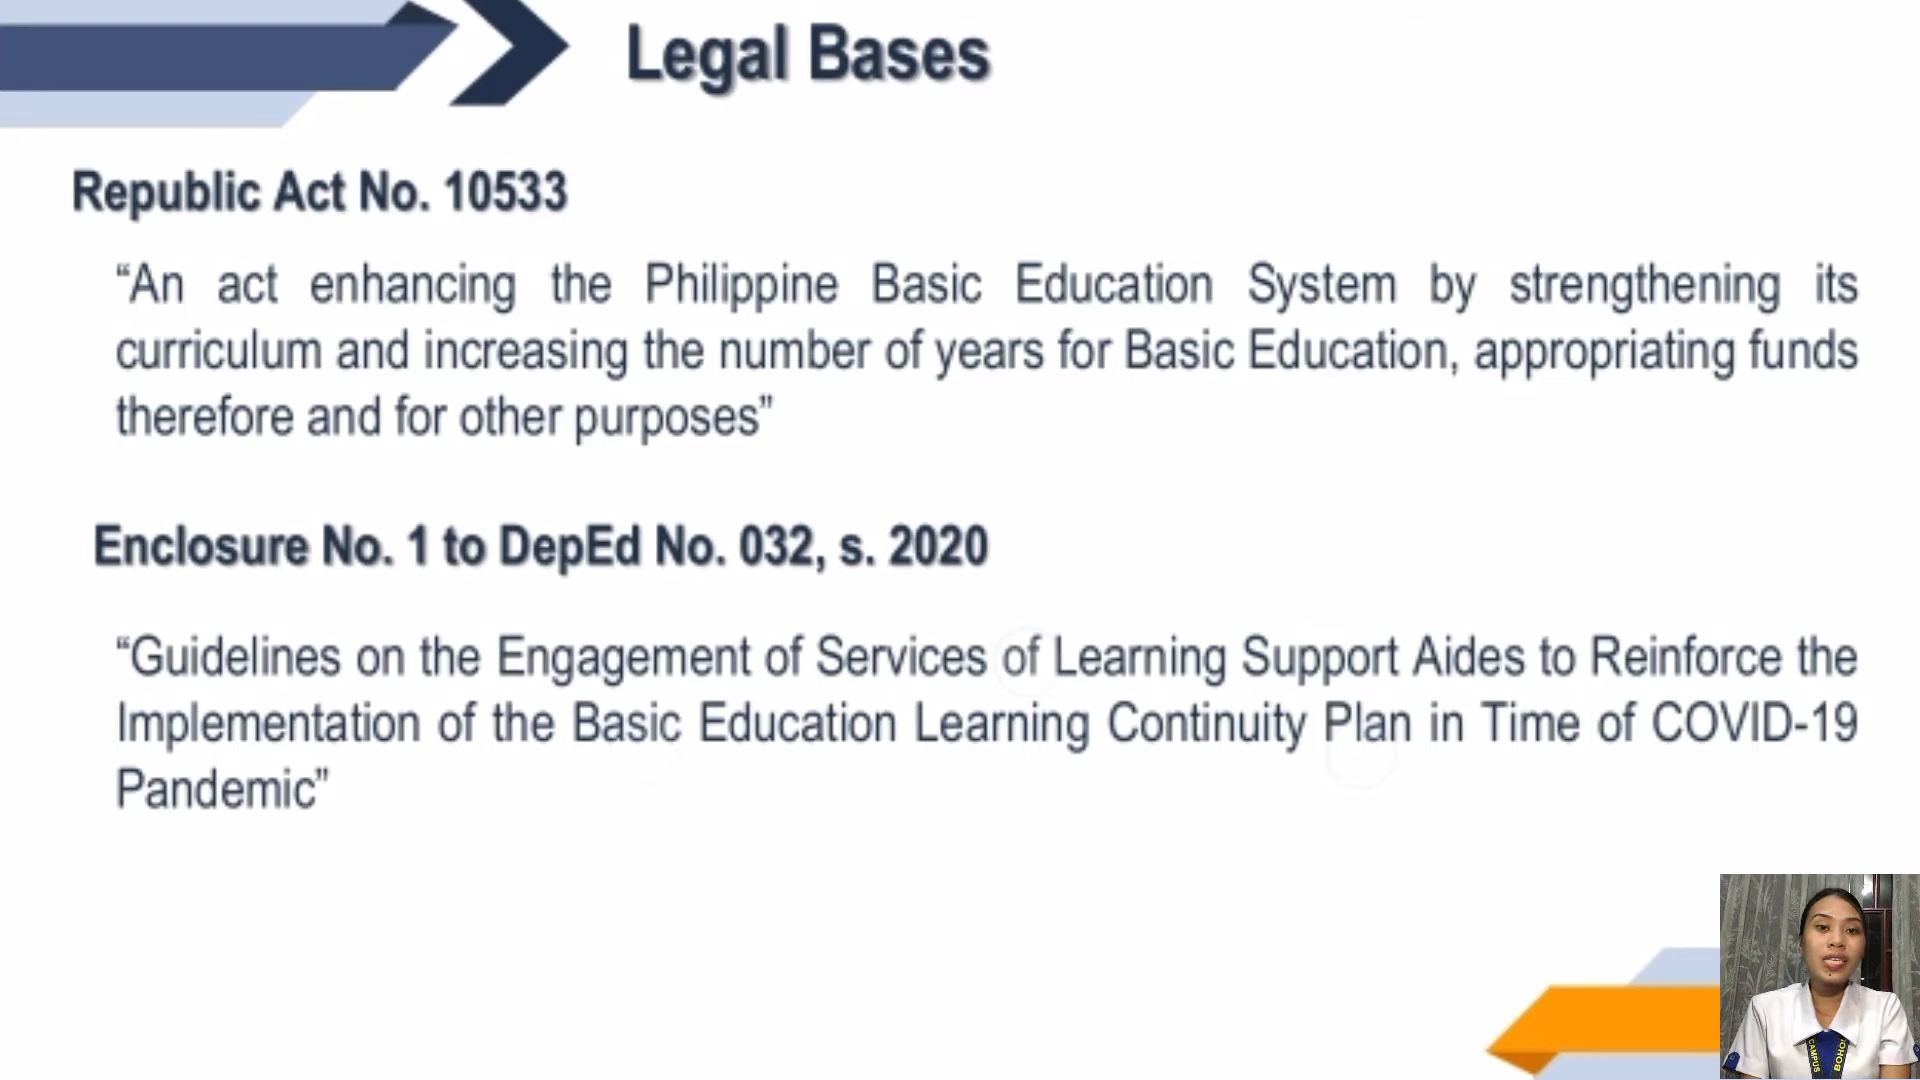 Legal Bases
Republic Act No. 10533
“An act enhancing the Philippine Basic Education System by strengthening its
curriculum and increasing the number of years for Basic Education, appropriating funds
therefore and for other purposes”
Enclosure No. 1 to DepEd No. 032, s. 2020
“Guidelines on the Engagement of Services of Learning Support Aides to Reinforce the
Implementation of the Basic Education Learning Continuity Plan in Time of COVID-19
Pandemic”
CAMPUS
BOHOL